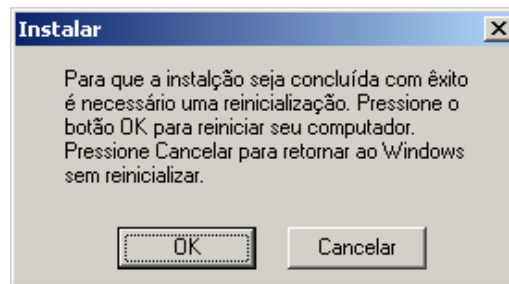 Instalar
Para que a instalção seja concluída com êxito
é necessário uma reinicialização. Pressione o
botão OK para reiniciar seu computador.
Pressione Cancelar para retornar ao Windows
sem reinicializar.
OK
Cancelar